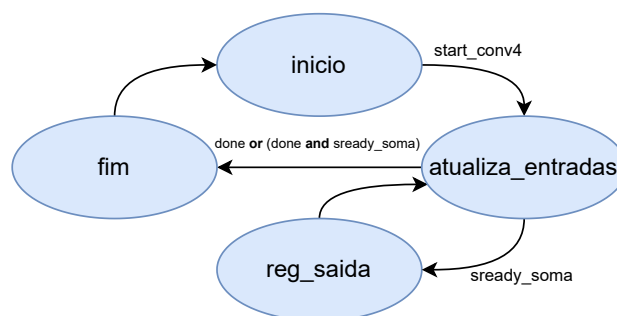 inicio
start_conv4
done or (done and sready_soma)
fim
atualiza_entradas
reg_saida
sready_soma